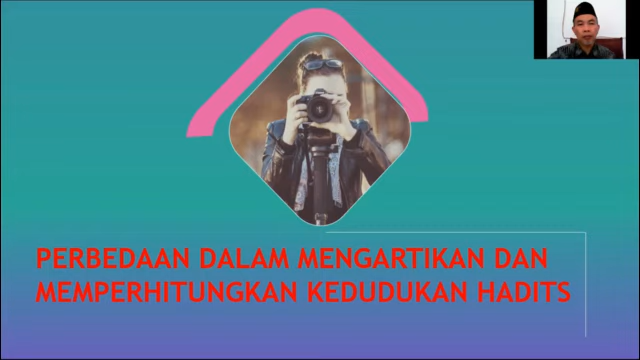 PERBEDAAN DALAM MENGARTIKAN DAN
MEMPERHITUNGKAN KEDUDUKAN HADITS